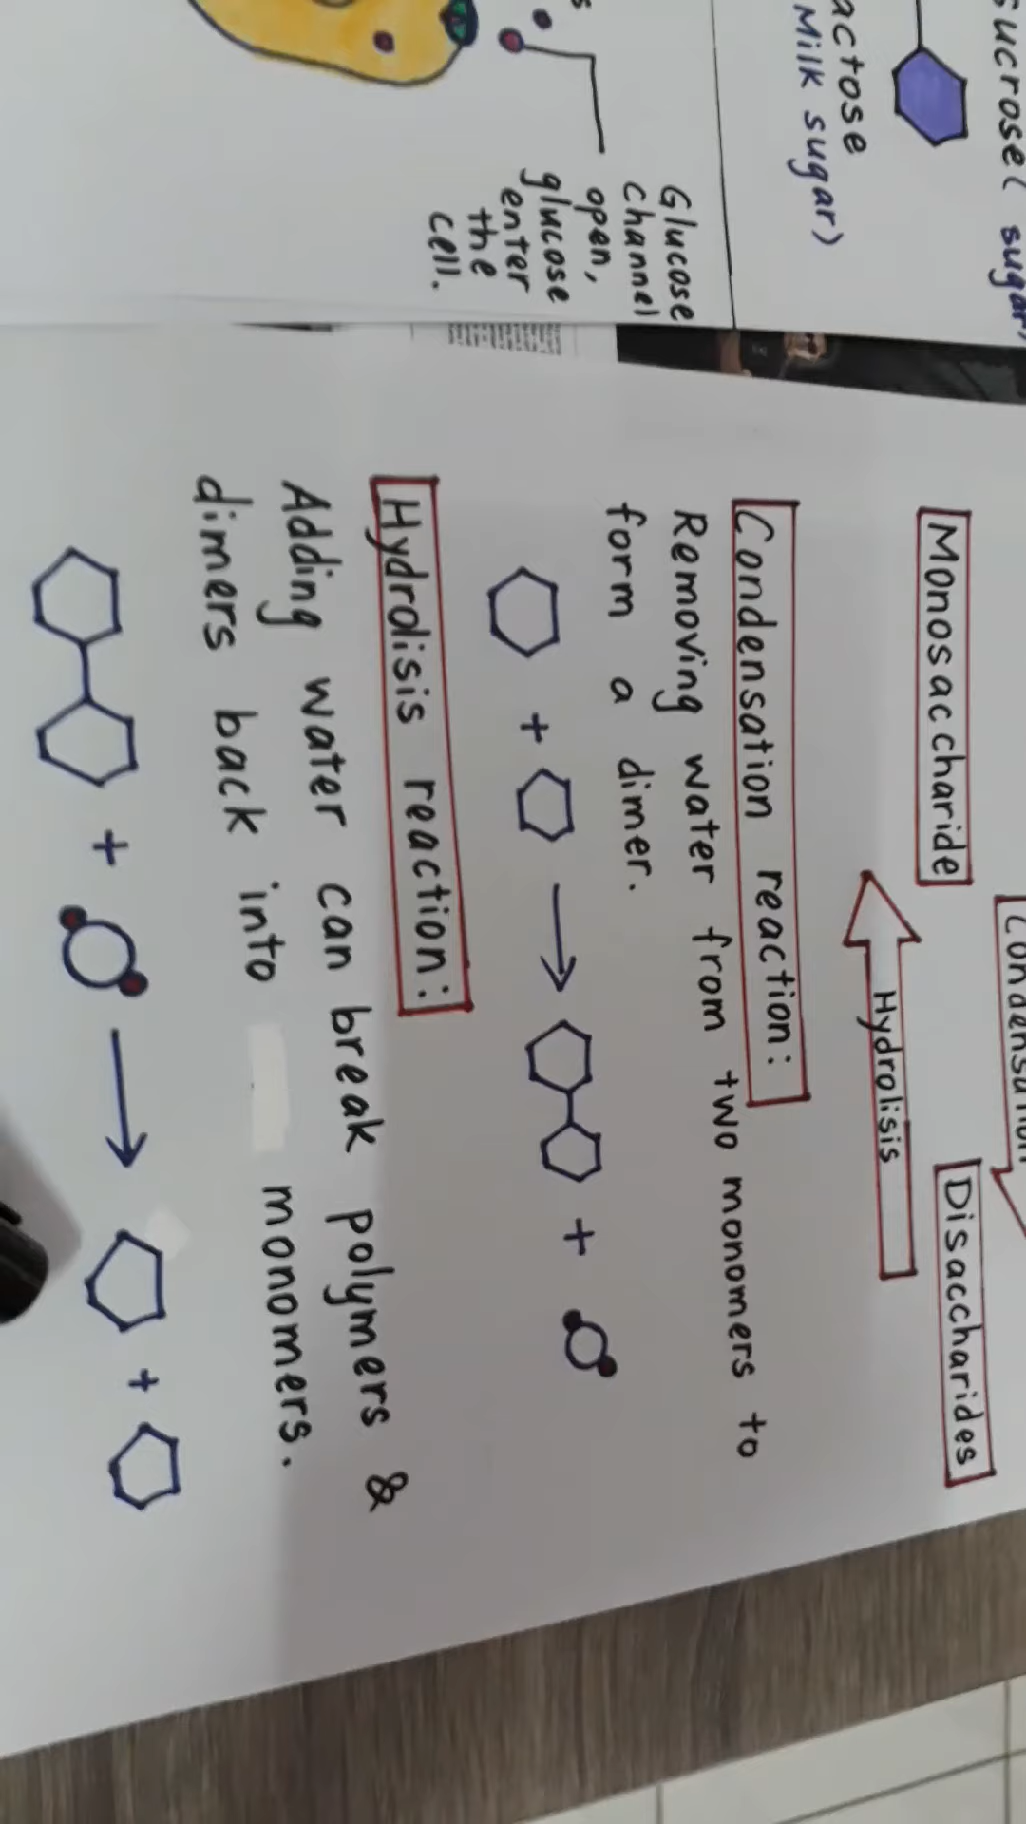 sucrose( sugar)
actose
Milk sugar)
Glucose
channel
open,
glucose
enter
the
cell.
Condensation
Monosaccharide
Disaccharides
Hydrolisis
Condensation reaction:
Removing water from two monomers to
form a dimer.
+ → +
Hydrolisis reaction:
Adding water can break polymers &
dimers back into monomers.
+ → +